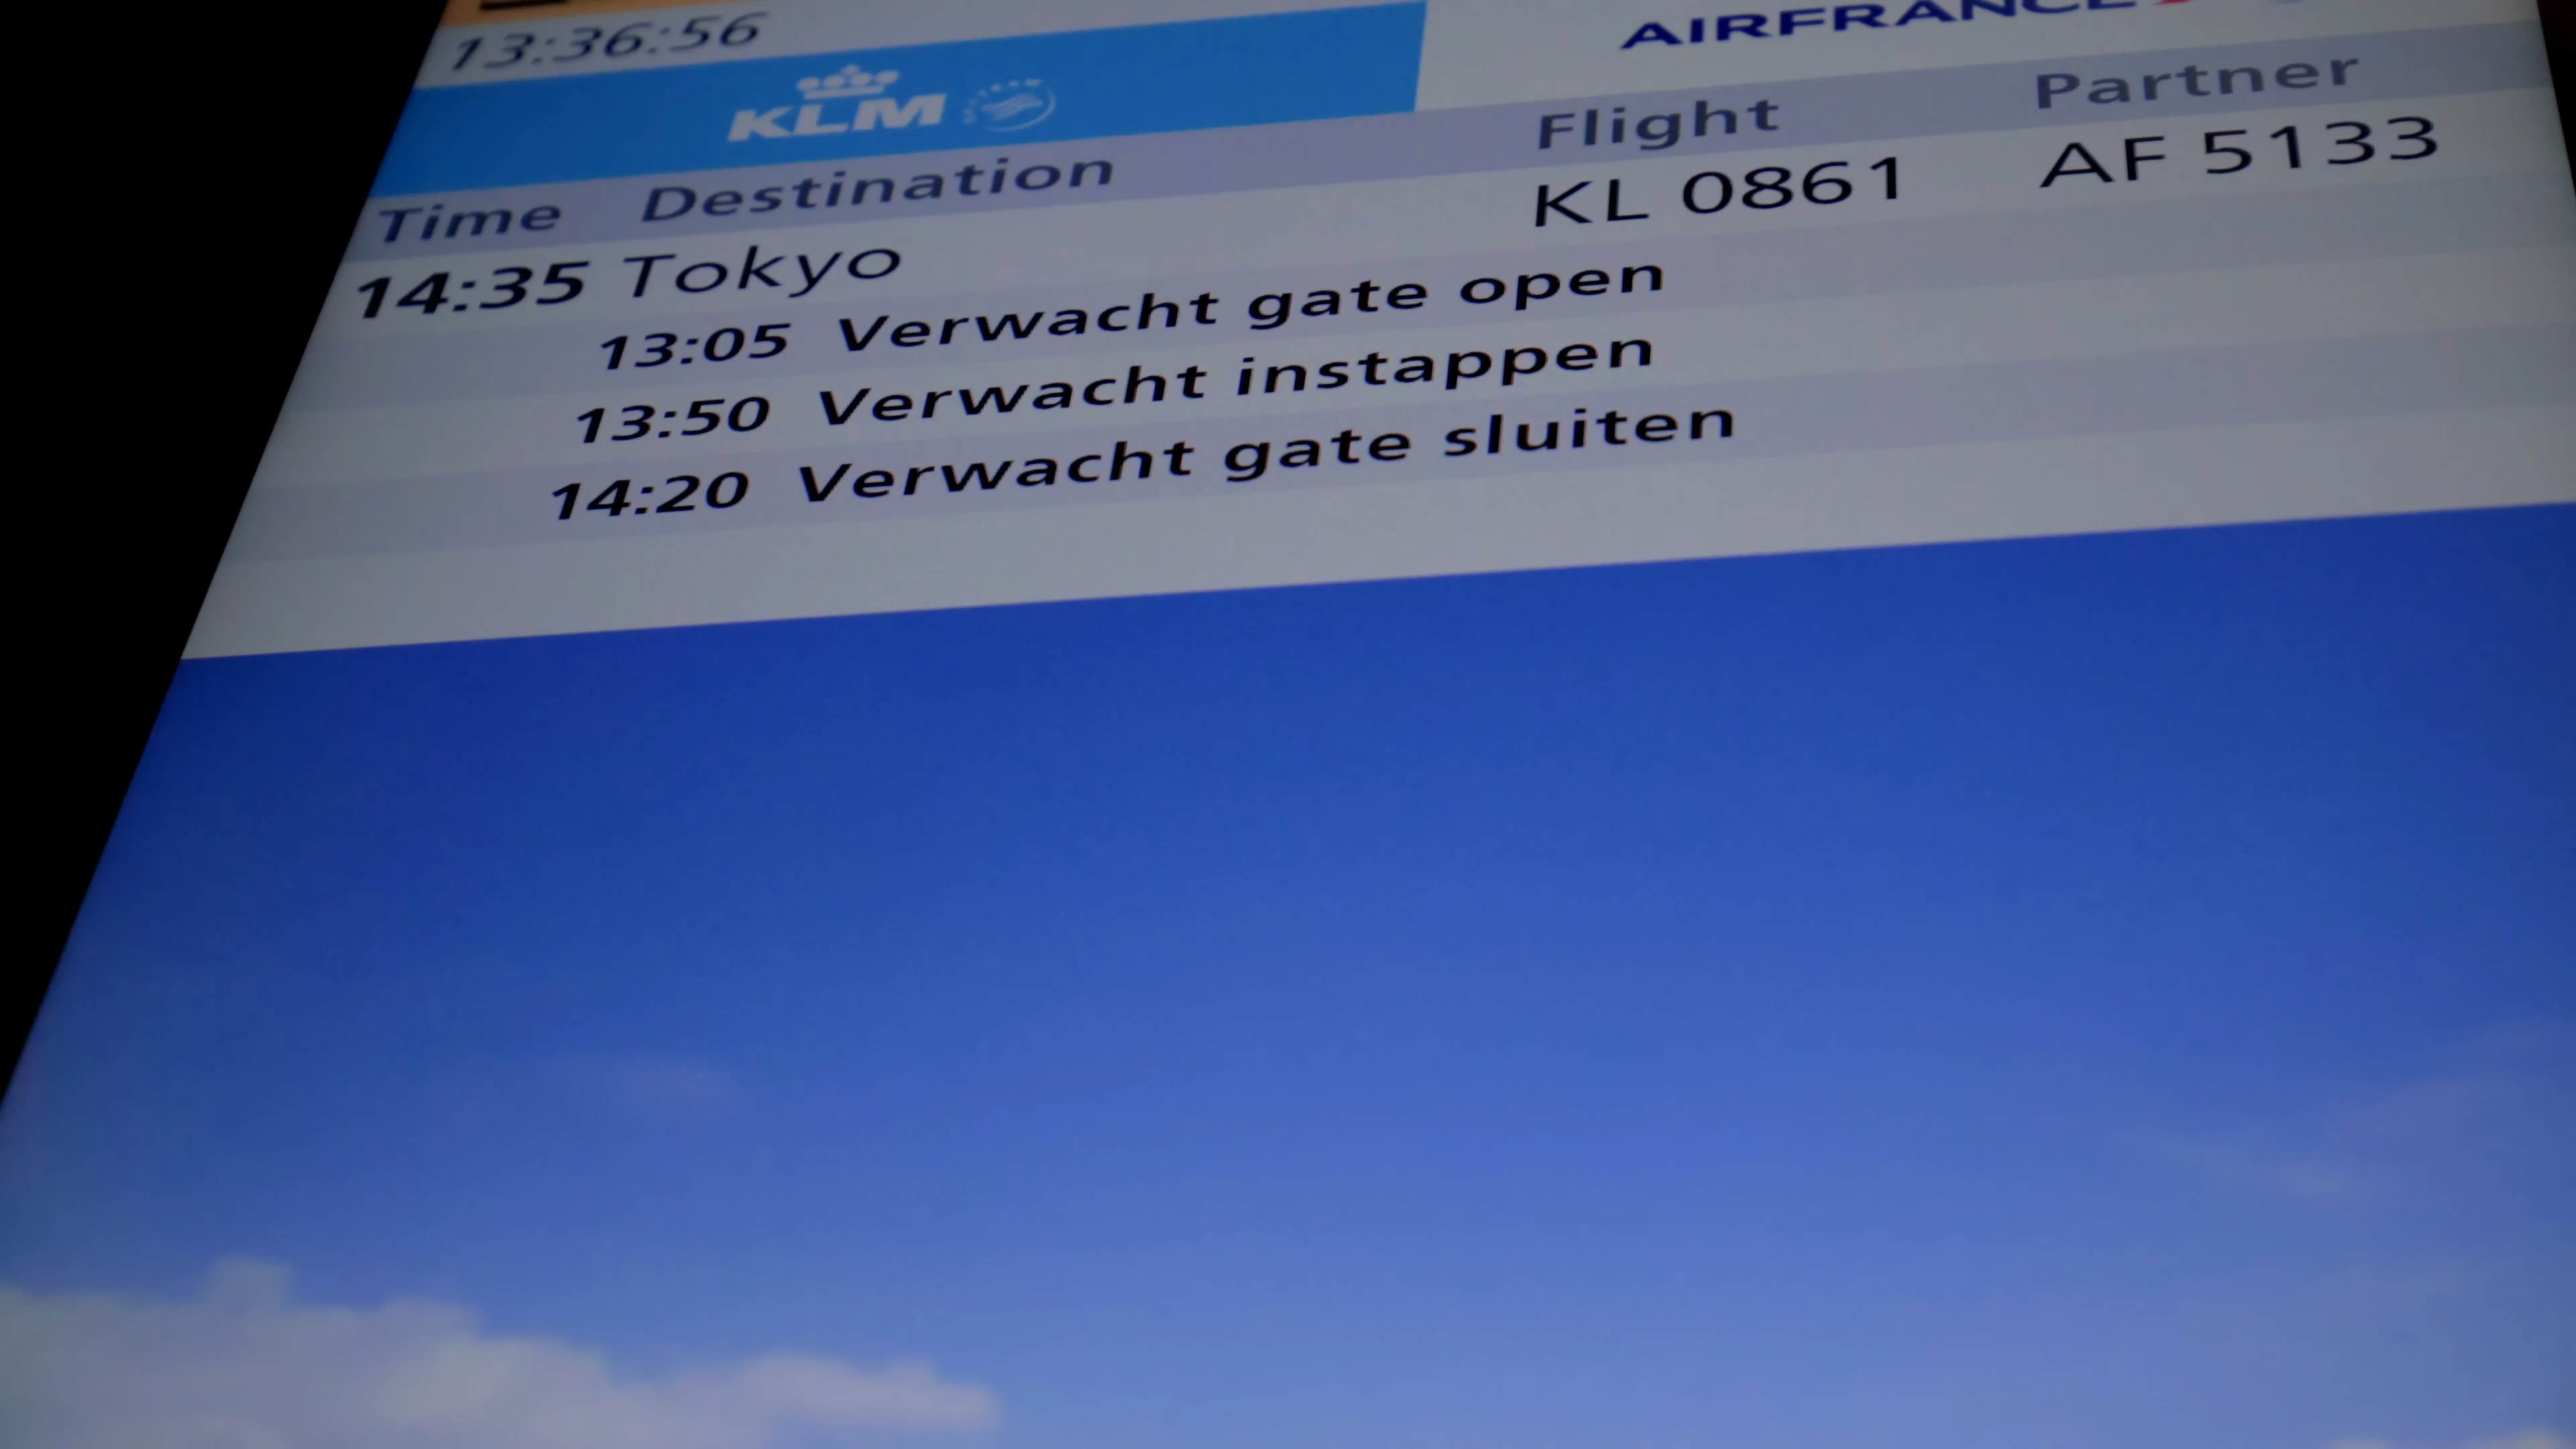 13:36:56
KLM
AIRFRANCE
Time Destination Flight Partner
14:35 Tokyo KL 0861 AF 5133
13:05 Verwacht gate open
13:50 Verwacht instappen
14:20 Verwacht gate sluiten